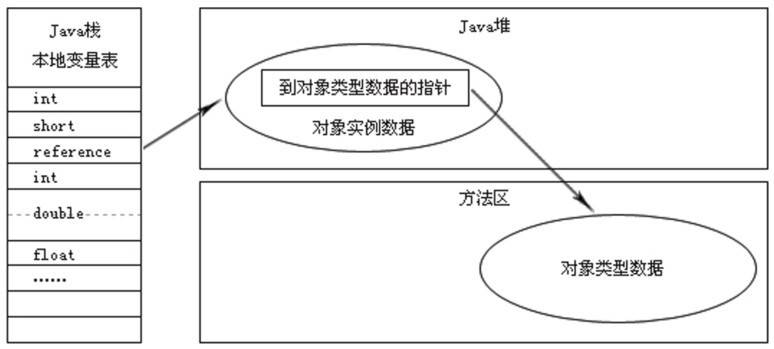 Java栈
本地变量表
int
short
reference
int
double
float
……
Java堆
到对象类型数据的指针
对象实例数据
方法区
对象类型数据